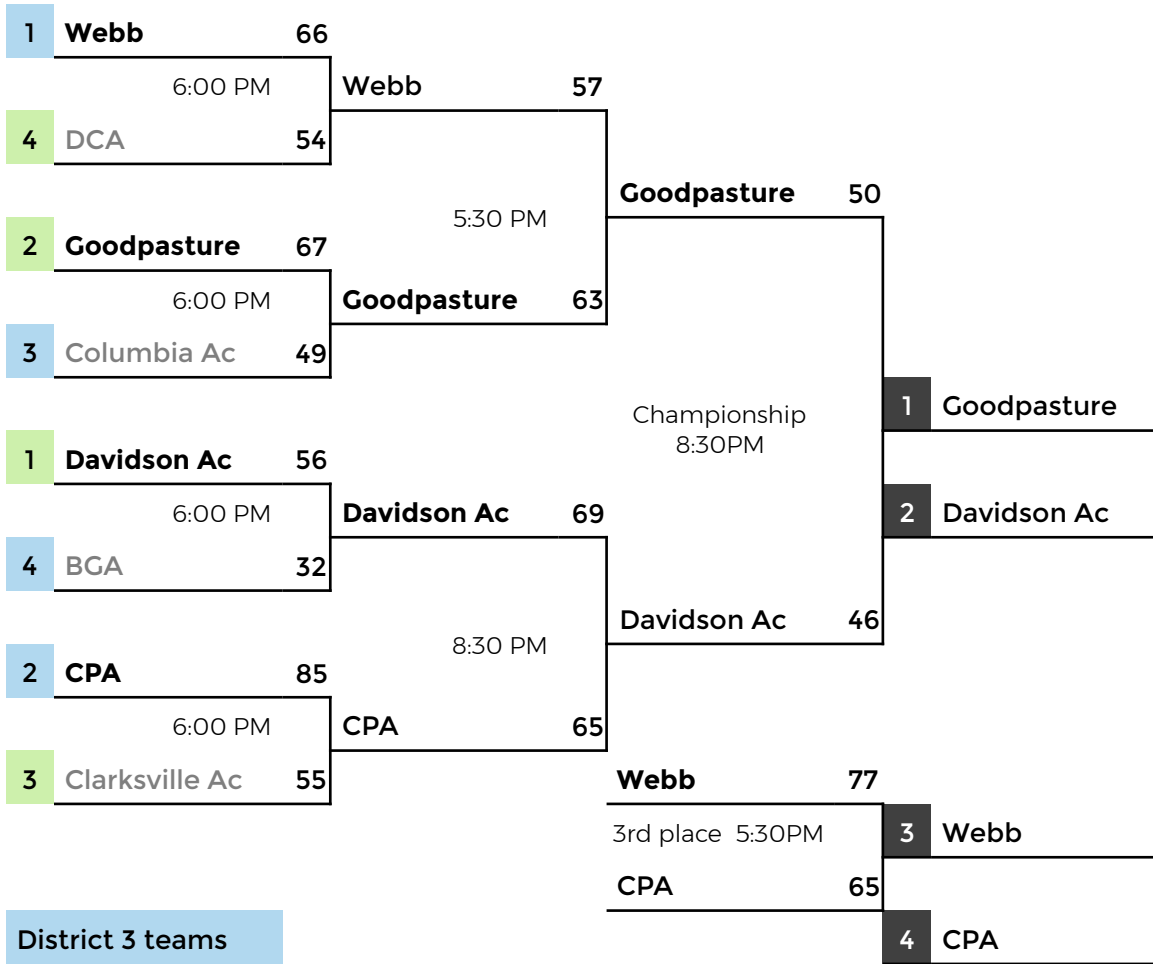 1 Webb 66
6:00 PM
Webb 57
4 DCA 54
Goodpasture 50
5:30 PM
2 Goodpasture 67
6:00 PM
Goodpasture 63
3 Columbia Ac 49
1 Goodpasture
Championship
8:30PM
1 Davidson Ac 56
6:00 PM
Davidson Ac 69
2 Davidson Ac
4 BGA 32
Davidson Ac 46
8:30 PM
2 CPA 85
6:00 PM
CPA 65
3 Clarksville Ac 55
Webb 77
3rd place 5:30PM
3 Webb
CPA 65
District 3 teams
4 CPA